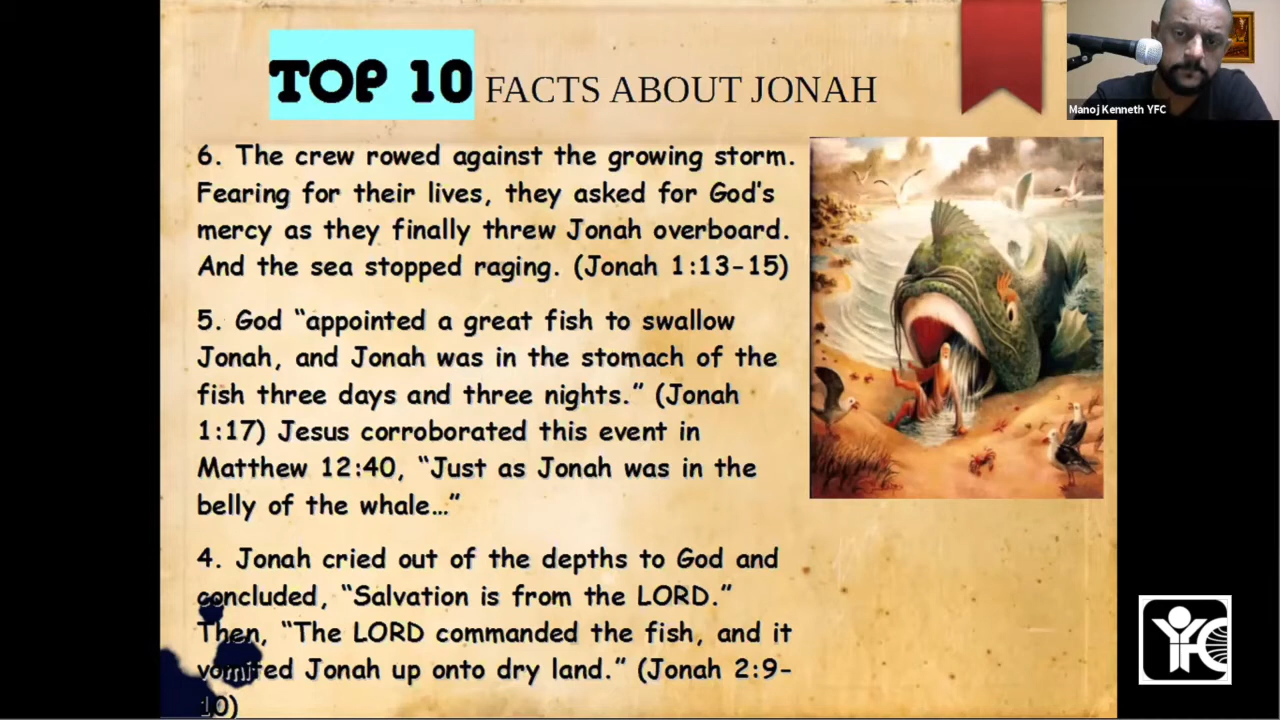 TOP 10 FACTS ABOUT JONAH
Manoj Kenneth YFC
6. The crew rowed against the growing storm.
Fearing for their lives, they asked for God's
mercy as they finally threw Jonah overboard.
And the sea stopped raging. (Jonah 1:13-15)
5. God “appointed a great fish to swallow
Jonah, and Jonah was in the stomach of the
fish three days and three nights.” (Jonah
1:17) Jesus corroborated this event in
Matthew 12:40, “Just as Jonah was in the
belly of the whale…”
4. Jonah cried out of the depths to God and
concluded, “Salvation is from the LORD.”
Then, “The LORD commanded the fish, and it
vomited Jonah up onto dry land.” (Jonah 2:9-
10)
YFC